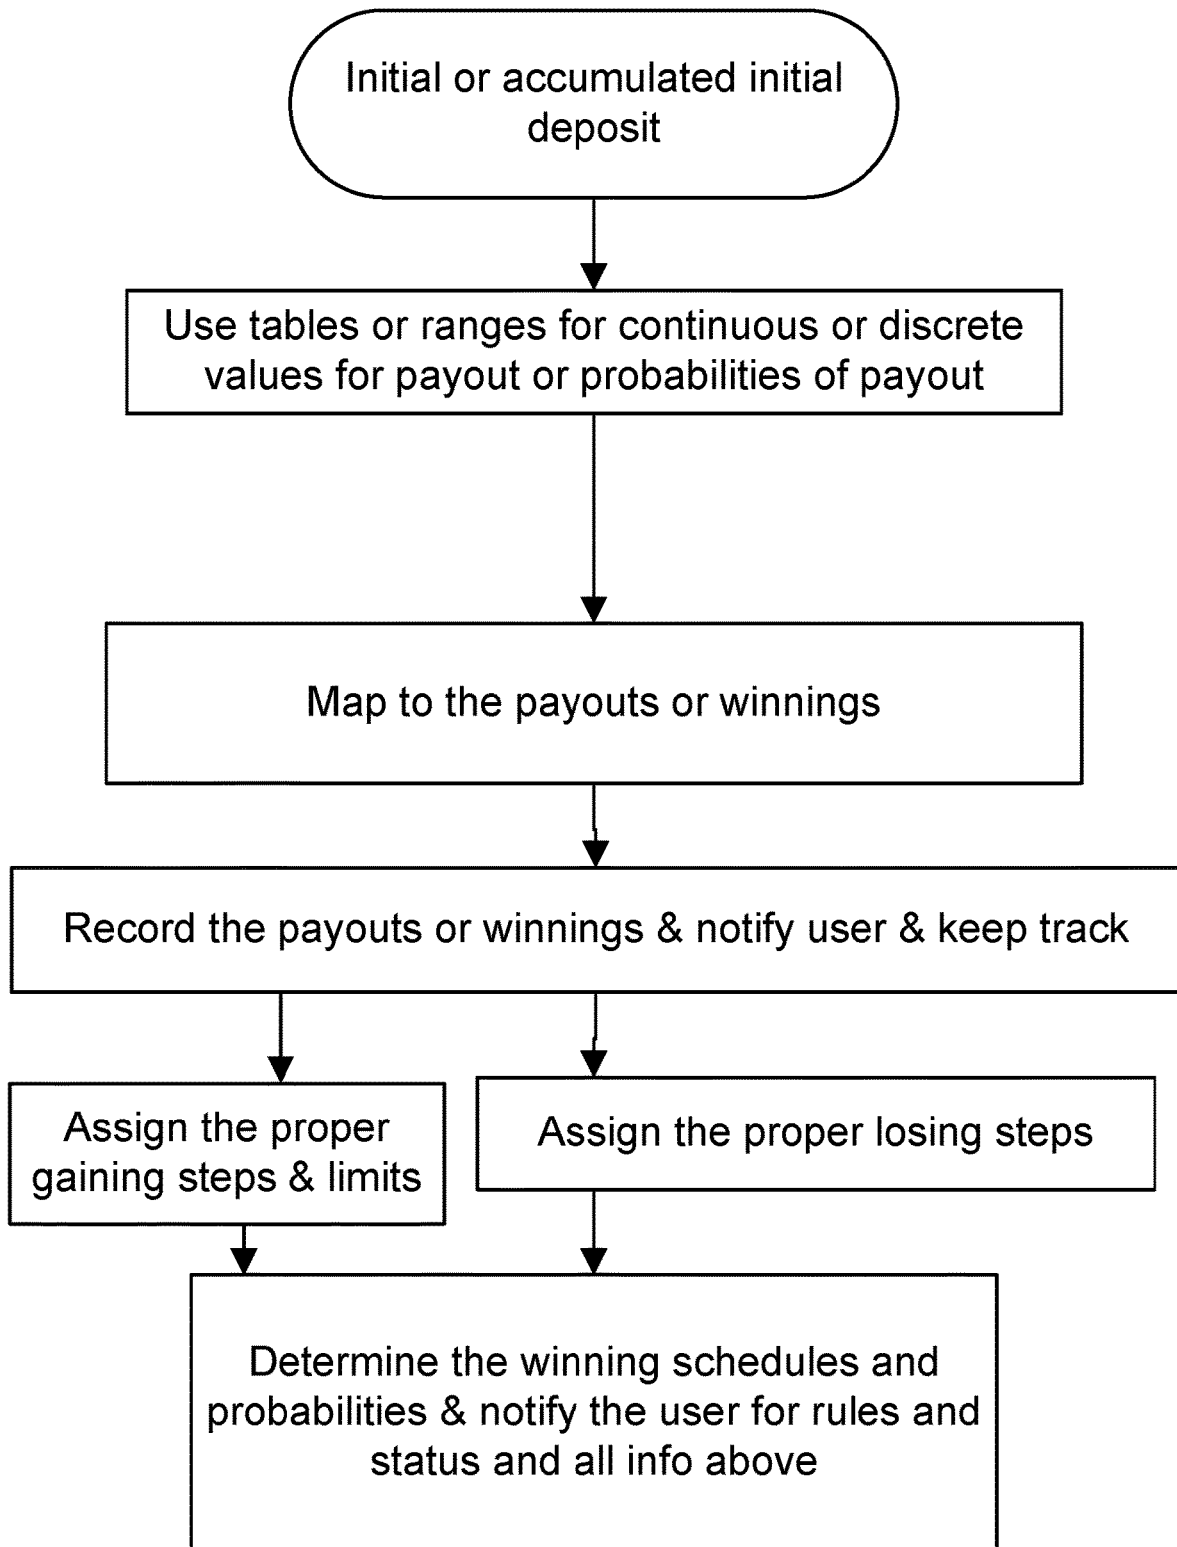 Initial or accumulated initial
deposit
Use tables or ranges for continuous or discrete
values for payout or probabilities of payout
Map to the payouts or winnings
Record the payouts or winnings & notify user & keep track
Assign the proper
gaining steps & limits
Assign the proper losing steps
Determine the winning schedules and
probabilities & notify the user for rules and
status and all info above